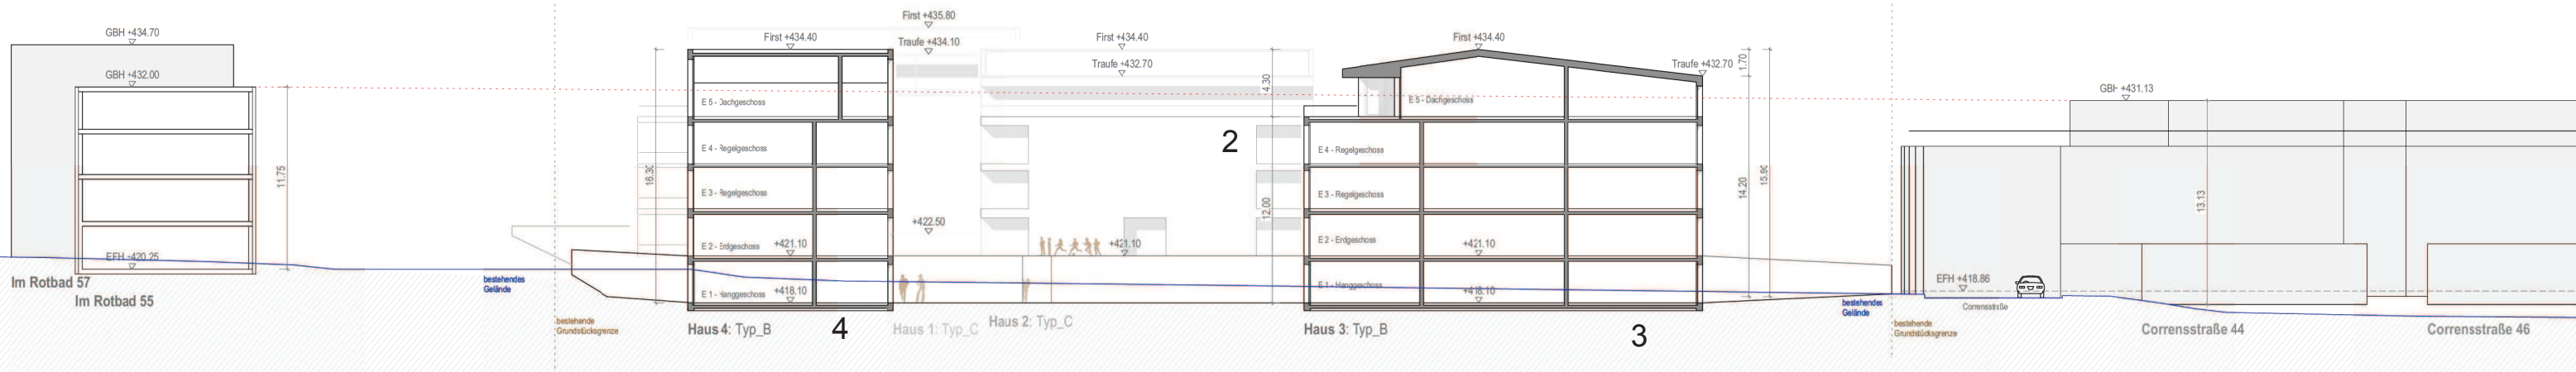 First +435.80
GBH +434.70
First +434.40
Traufe +434.10
First +434.40
First +434.40
GBH +432.00
Traufe +432.70
Traufe +432.70
1.70
4.30
GBH +431.13
E 5 - Dachgeschoss
E 5 - Dachgeschoss
2
E 4 - Regelgeschoss
E 4 - Regelgeschoss
11.75
16.30
14.20
15.90
E 3 - Regelgeschoss
E 3 - Regelgeschoss
12.00
13.13
+422.50
E 2 - Erdgeschoss
+421.10
+421.10
E 2 - Erdgeschoss
+421.10
EFH +420.25
Im Rotbad 57
Im Rotbad 55
bestehendes
Gelände
E 1 - Hanggeschoss
+418.10
E 1 - Hanggeschoss
+418.10
EFH +418.86
bestehendes
Gelände
Corrensstraße
bestehende
Grundstücksgrenze
Haus 4: Typ_B
4
Haus 1: Typ_C
Haus 2: Typ_C
Haus 3: Typ_B
3
bestehende
Grundstücksgrenze
Corrensstraße 44
Corrensstraße 46